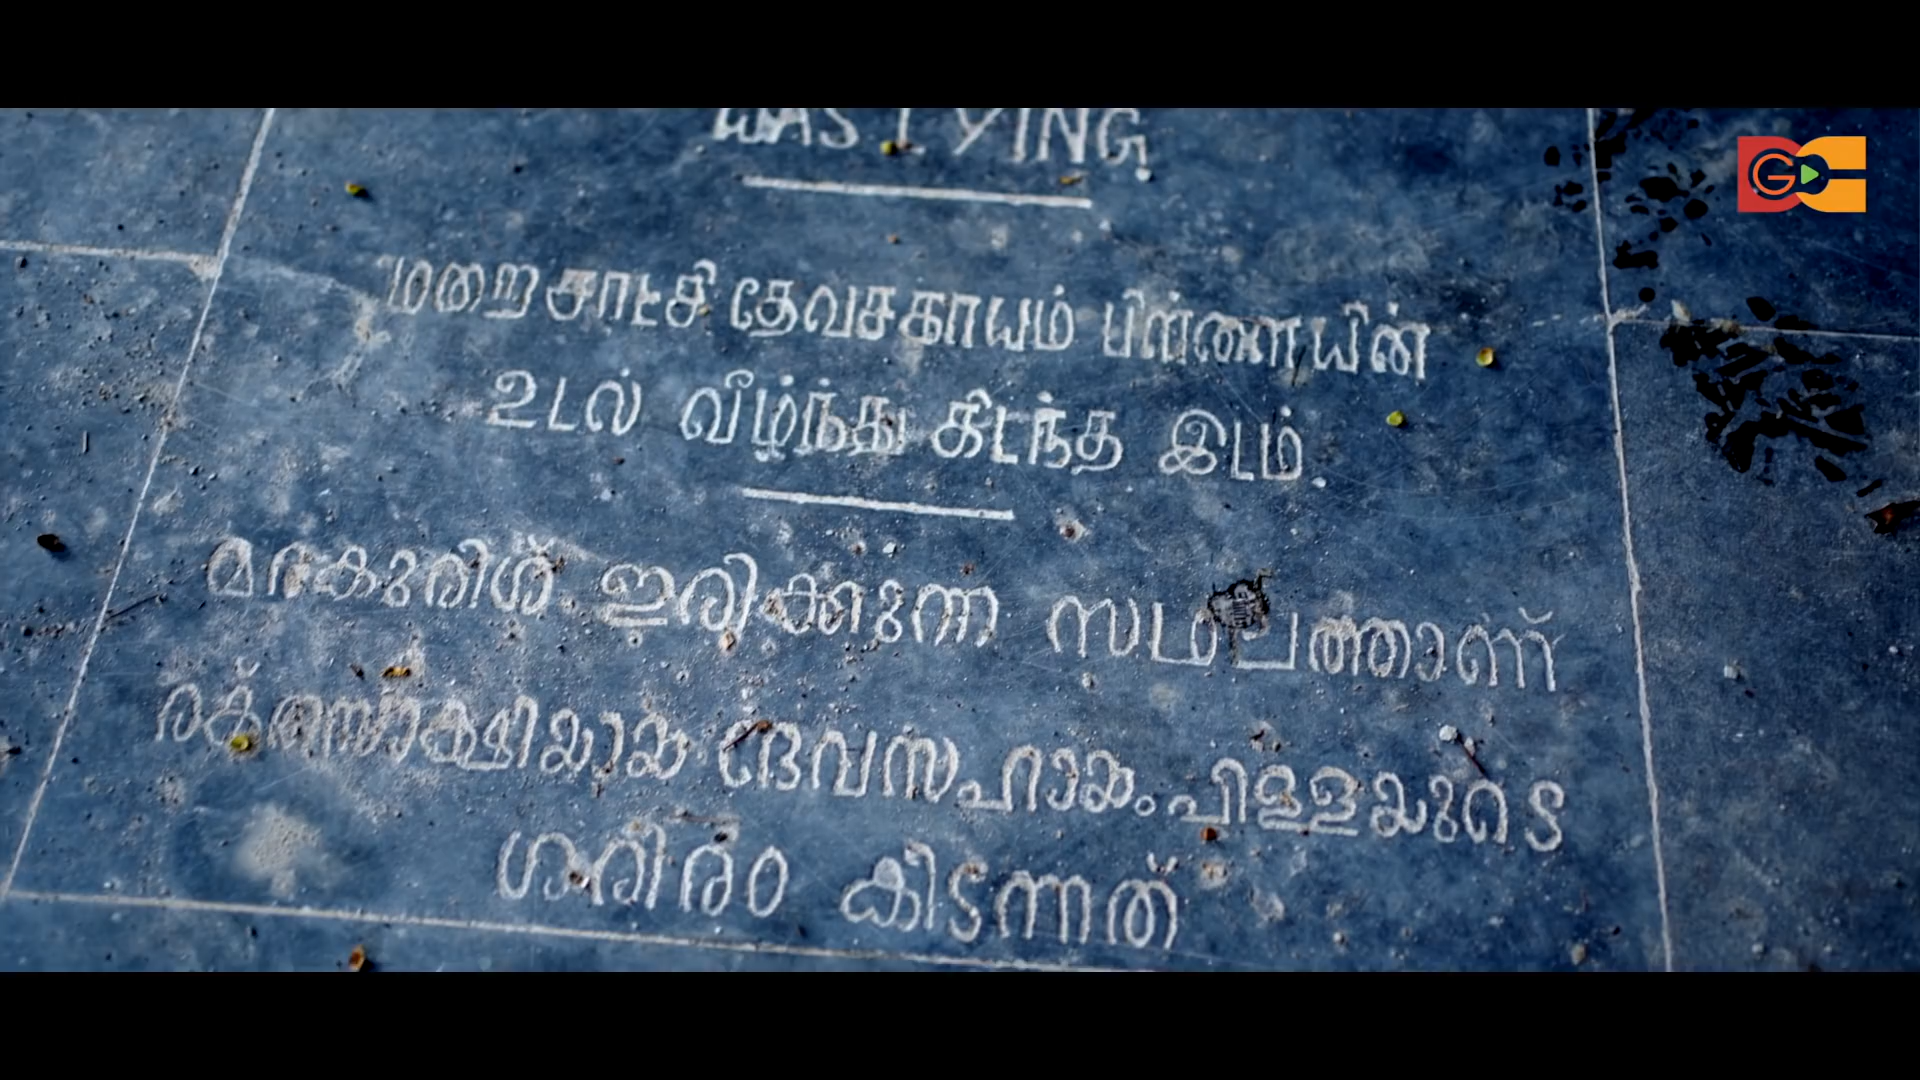 WAS LYING
மறைசாட்சி தேவசகாயம் பிள்ளையின்
உடல் வீழ்ந்து கிடந்த இடம்.
മരകുരിശ് ഇരിക്കുന്ന സ്ഥലത്താണ്
രക്തസാക്ഷിയായ ദേവസഹായംപിള്ളയുടെ
ശരീരം കിടന്നത്